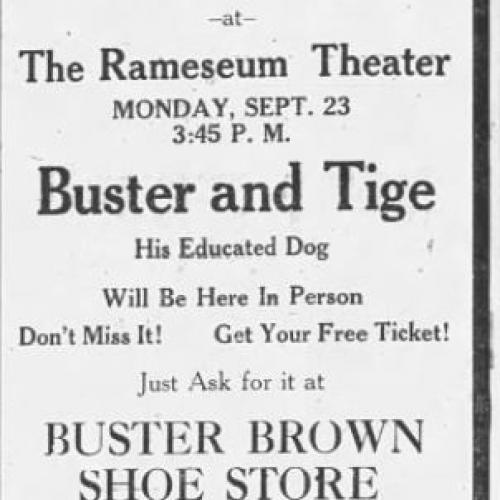 –at–
The Rameseum Theater
MONDAY, SEPT. 23
3:45 P. M.
Buster and Tige
His Educated Dog
Will Be Here In Person
Don't Miss It! Get Your Free Ticket!
Just Ask for it at
BUSTER BROWN
SHOE STORE